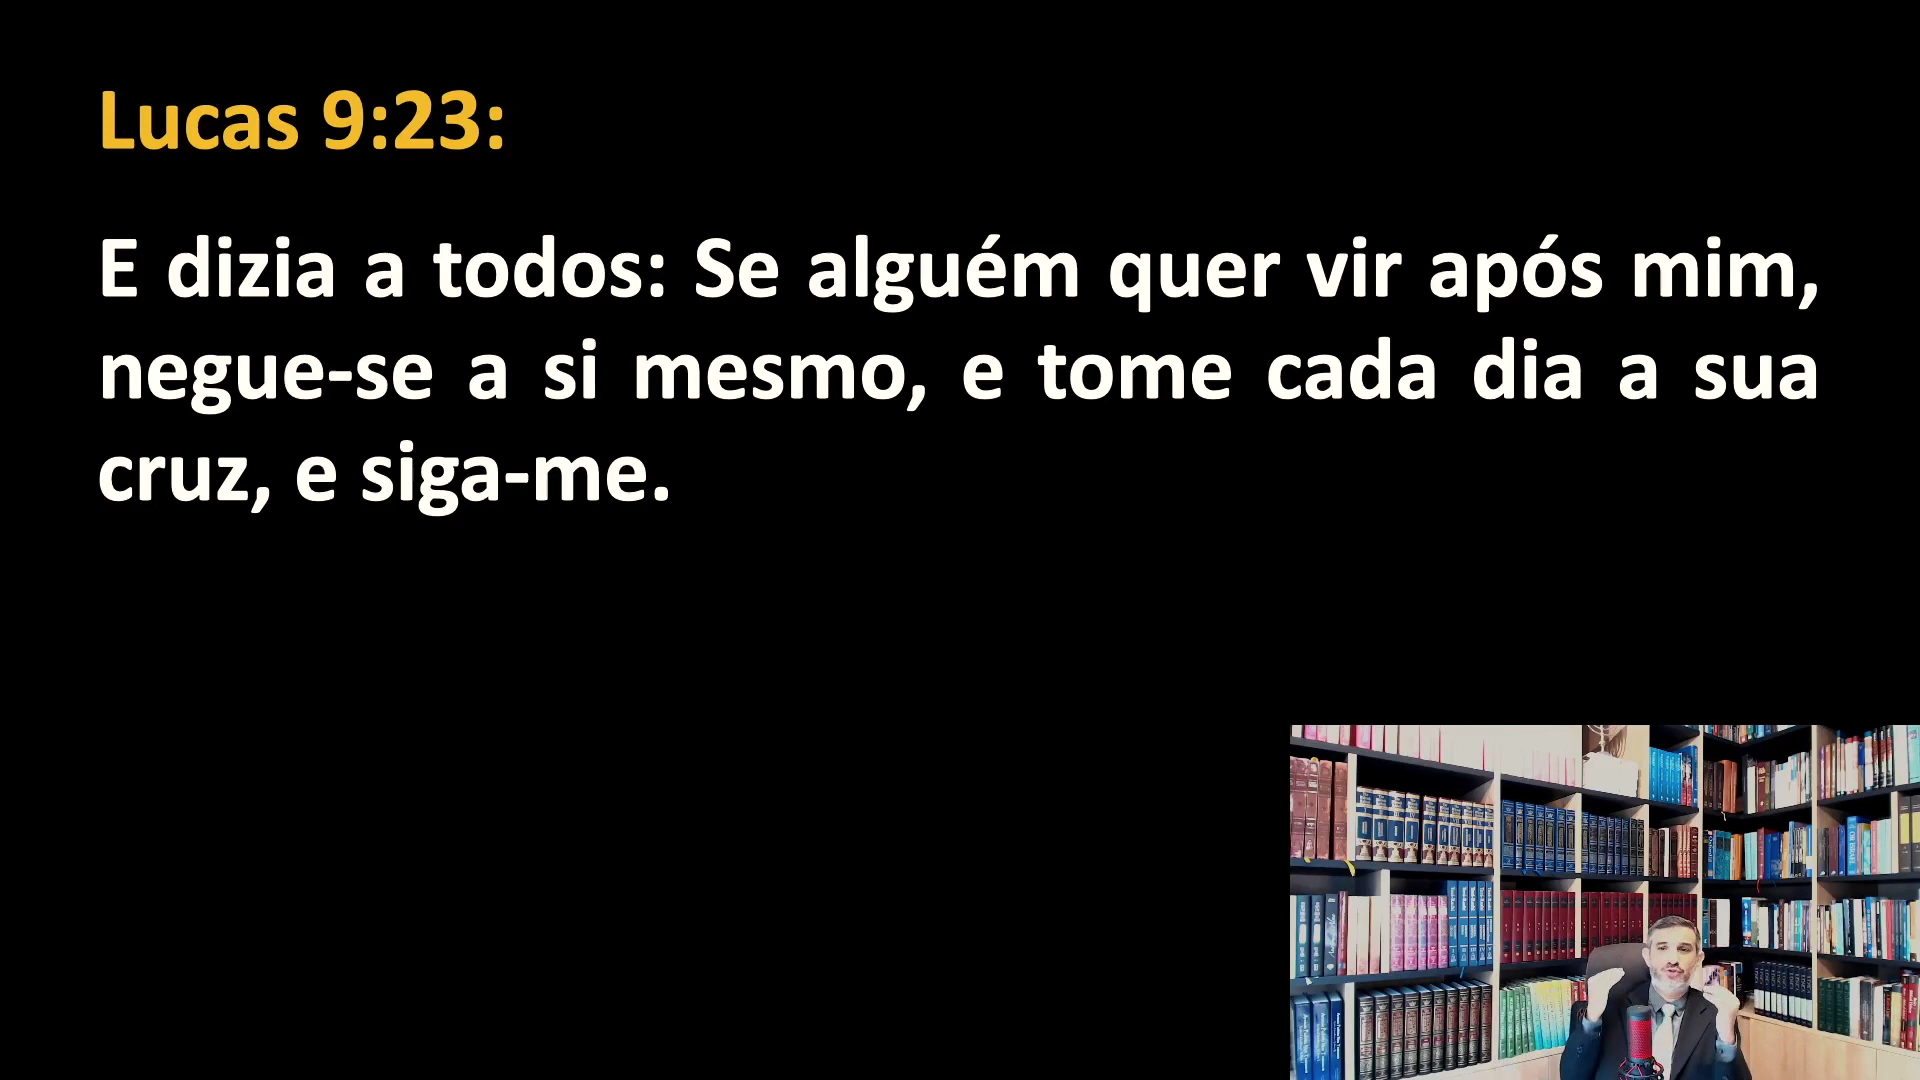 Lucas 9:23:
E dizia a todos: Se alguém quer vir após mim,
negue-se a si mesmo, e tome cada dia a sua
cruz, e siga-me.